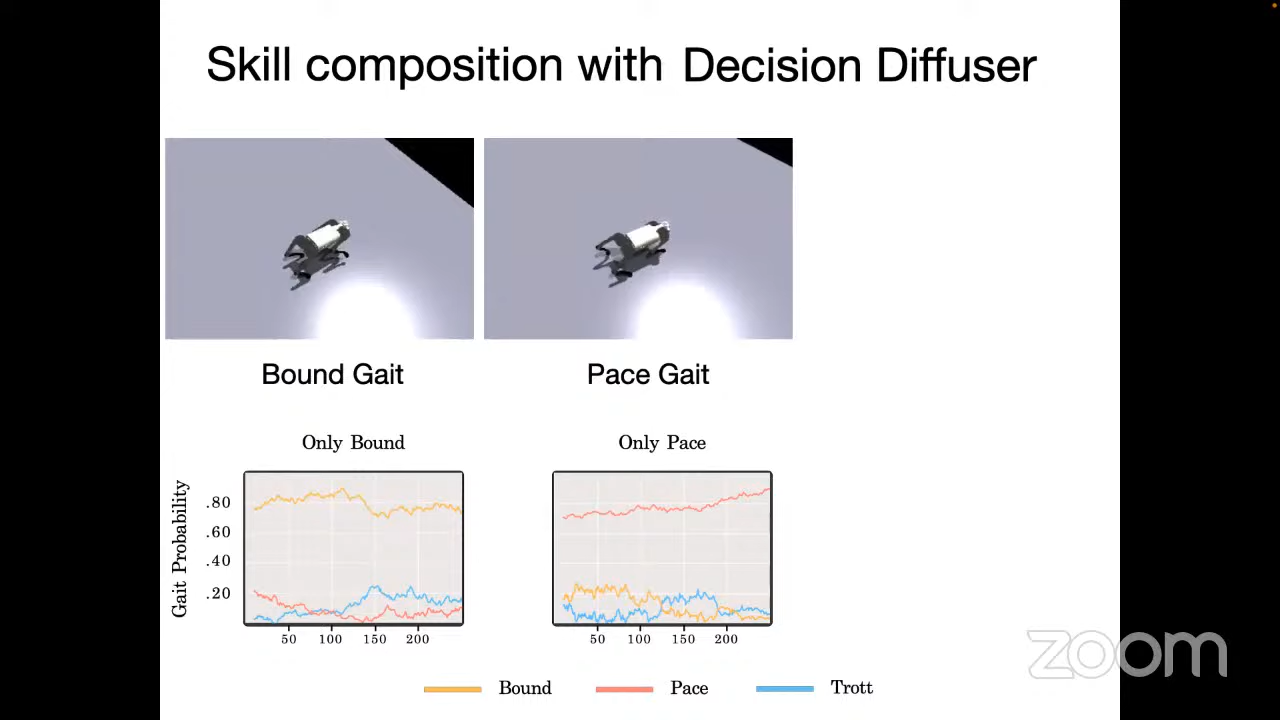 Skill composition with Decision Diffuser
Bound Gait
Pace Gait
Only Bound
Only Pace
Gait Probability
.80
.60
.40
.20
50 100 150 200
50 100 150 200
Bound Pace Trott
zoom